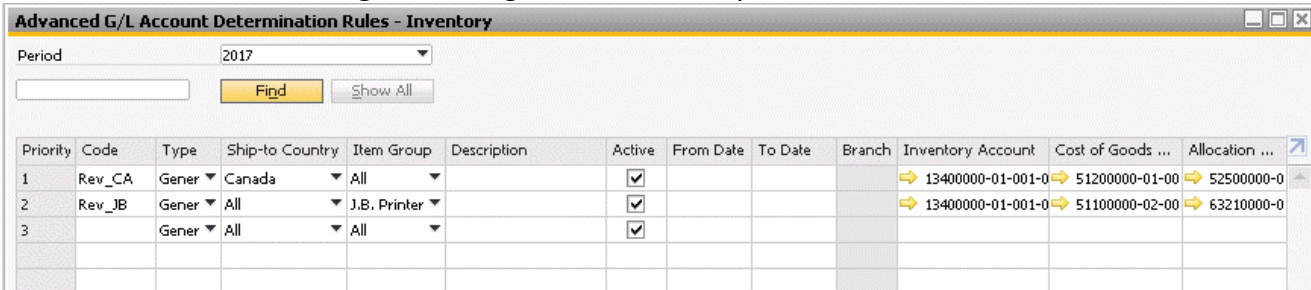 Advanced G/L Account Determination Rules - Inventory
Period 2017
Find Show All
Priority Code Type Ship-to Country Item Group Description Active From Date To Date Branch Inventory Account Cost of Goods ... Allocation ...
1 Rev_CA Gener Canada All 13400000-01-001-0 51200000-01-00 52500000-0
2 Rev_JB Gener All J.B. Printer 13400000-01-001-0 51100000-02-00 63210000-0
3 Gener All All